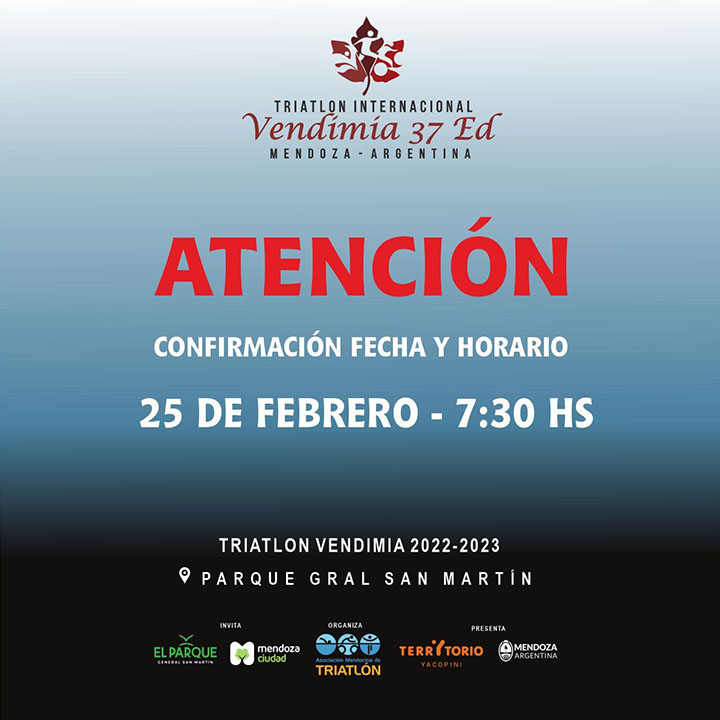 TRIATLON INTERNACIONAL
Vendimia 37 Ed
MENDOZA - ARGENTINA
ATENCIÓN
CONFIRMACIÓN FECHA Y HORARIO
25 DE FEBRERO - 7:30 HS
TRIATLON VENDIMIA 2022-2023
PARQUE GRAL SAN MARTÍN
INVITA
ORGANIZA
PRESENTA
EL PARQUE
GENERAL SAN MARTÍN
mendoza
ciudad
Asociación Mendocina de
TRIATLÓN
TERRITORIO
YACOPINI
MENDOZA
ARGENTINA